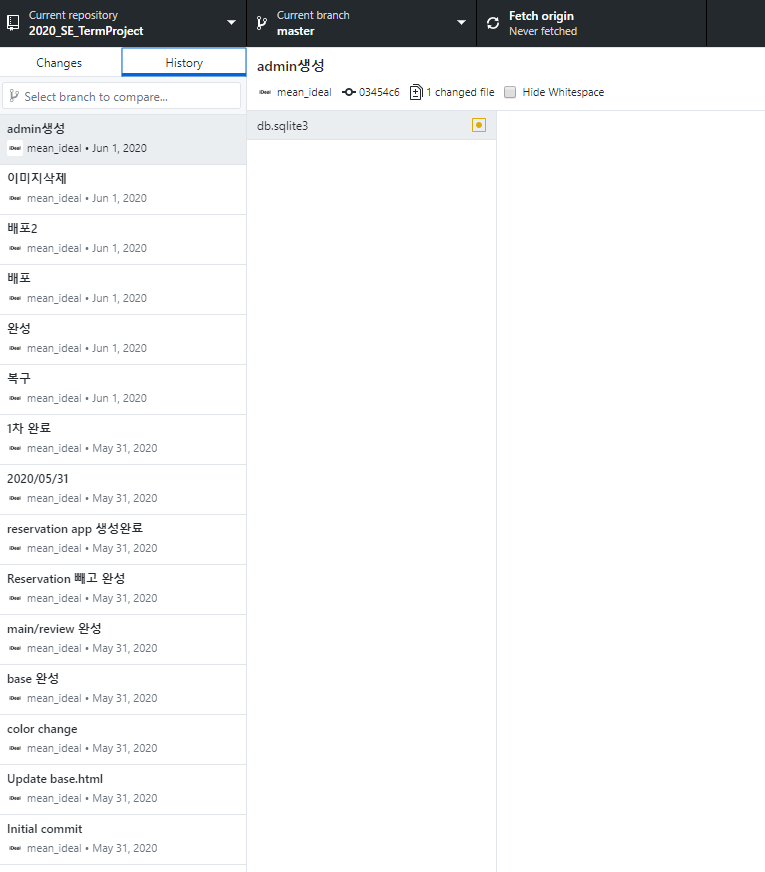 Current repository
2020_SE_TermProject
Current branch
master
Fetch origin
Never fetched
Changes
History
Select branch to compare...
admin생성
mean_ideal • Jun 1, 2020
이미지삭제
mean_ideal • Jun 1, 2020
배포2
mean_ideal • Jun 1, 2020
배포
mean_ideal • Jun 1, 2020
완성
mean_ideal • Jun 1, 2020
복구
mean_ideal • Jun 1, 2020
1차 완료
mean_ideal • May 31, 2020
2020/05/31
mean_ideal • May 31, 2020
reservation app 생성완료
mean_ideal • May 31, 2020
Reservation 빼고 완성
mean_ideal • May 31, 2020
main/review 완성
mean_ideal • May 31, 2020
base 완성
mean_ideal • May 31, 2020
color change
mean_ideal • May 31, 2020
Update base.html
mean_ideal • May 31, 2020
Initial commit
mean_ideal • May 31, 2020
admin생성
mean_ideal 03454c6 1 changed file Hide Whitespace
db.sqlite3